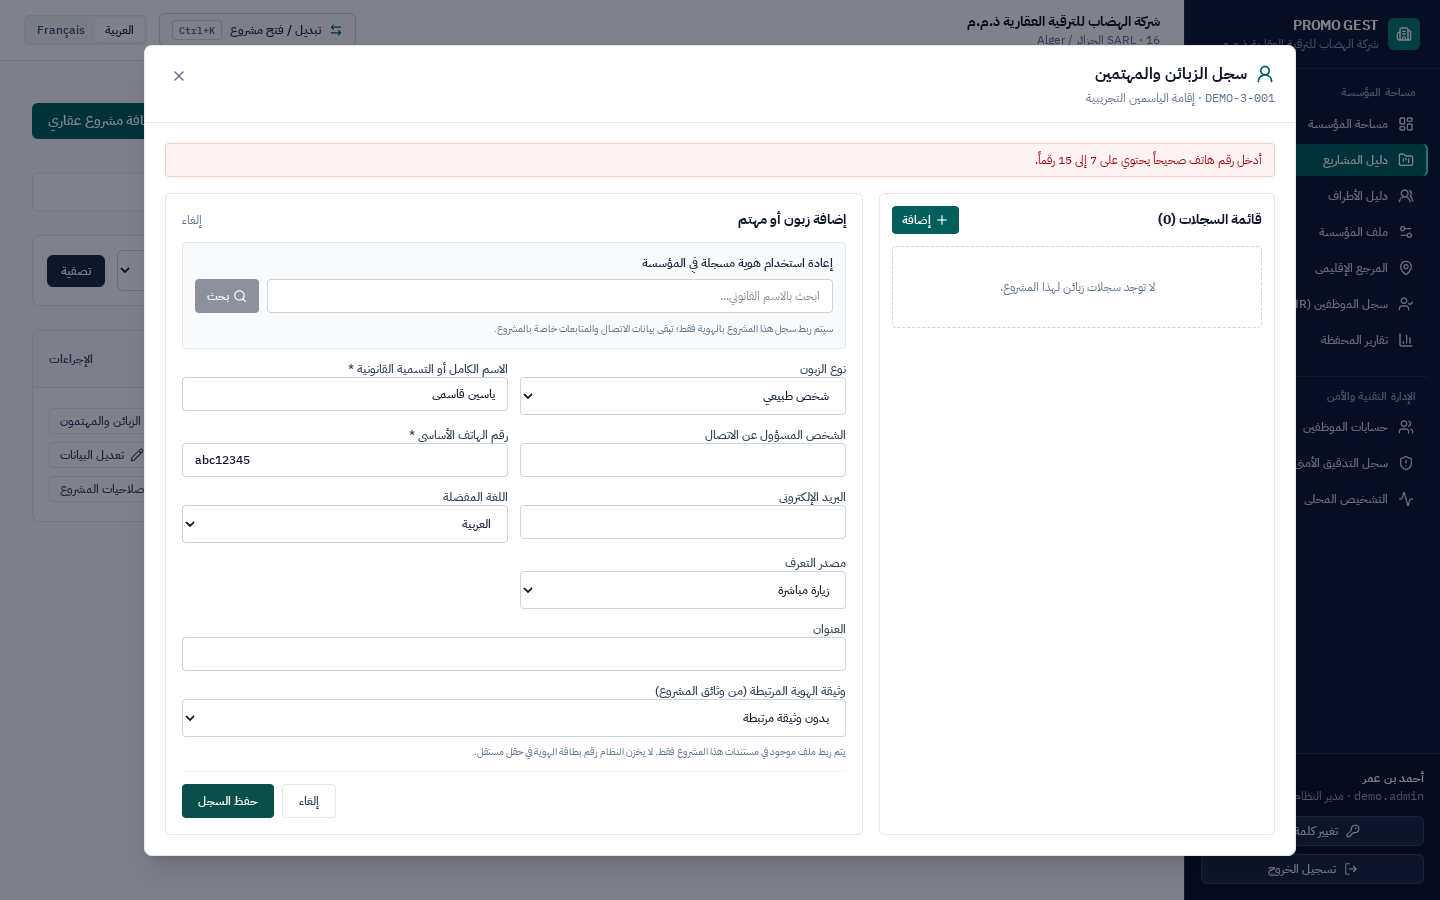 PROMO GEST
شركة الهضاب للترقية العقارية ذ.م.م
SARL · 16 الجزائر / Alger
تبديل / فتح مشروع
Ctrl+K
العربية
Français
مساحة المؤسسة
مساحة المؤسسة
دليل المشاريع
دليل الأطراف
ملف المؤسسة
المرجع الإقليمي
سجل الموظفين
تقارير المحفظة
الإدارة التقنية والأمن
حسابات الموظفين
سجل التدقيق الأمني
التشخيص المحلي
أحمد بن عمر
demo.admin · مدير النظام
تغيير كلمة
تسجيل الخروج
مشروع عقاري
تصفية
الإجراءات
الزبائن والمهتمون
تعديل البيانات
صلاحيات المشروع
سجل الزبائن والمهتمين
DEMO-3-001 · إقامة الياسمين التجريبية
أدخل رقم هاتف صحيحاً يحتوي على 7 إلى 15 رقماً.
قائمة السجلات (0)
إضافة
لا توجد سجلات زبائن لهذا المشروع.
إضافة زبون أو مهتم
إلغاء
إعادة استخدام هوية مسجلة في المؤسسة
ابحث بالاسم القانوني...
بحث
سيتم ربط سجل هذا المشروع بالهوية فقط؛ تبقى بيانات الاتصال والمتابعات خاصة بالمشروع.
نوع الزبون
شخص طبيعي
الاسم الكامل أو التسمية القانونية *
ياسين قاسمي
الشخص المسؤول عن الاتصال
رقم الهاتف الأساسي *
abc12345
البريد الإلكتروني
اللغة المفضلة
العربية
مصدر التعرف
زيارة مباشرة
العنوان
وثيقة الهوية المرتبطة (من وثائق المشروع)
بدون وثيقة مرتبطة
يتم ربط ملف موجود في مستندات هذا المشروع فقط. لا يخزن النظام رقم بطاقة الهوية في حقل مستقل.
إلغاء
حفظ السجل